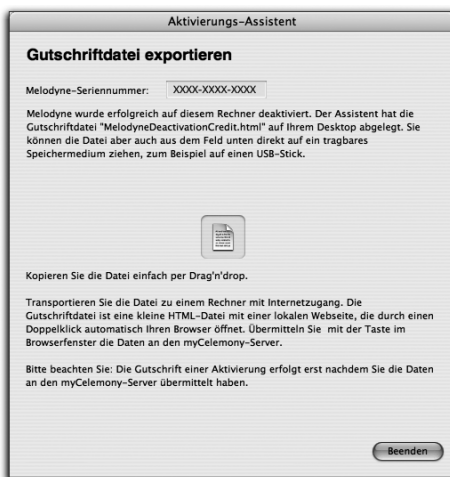 Aktivierungs-Assistent
Gutschriftdatei exportieren
Melodyne-Seriennummer: XXXX-XXXX-XXXX
Melodyne wurde erfolgreich auf diesem Rechner deaktiviert. Der Assistent hat die
Gutschriftdatei "MelodyneDeactivationCredit.html" auf Ihrem Desktop abgelegt. Sie
können die Datei aber auch aus dem Feld unten direkt auf ein tragbares
Speichermedium ziehen, zum Beispiel auf einen USB-Stick.
Kopieren Sie die Datei einfach per Drag'n'drop.
Transportieren Sie die Datei zu einem Rechner mit Internetzugang. Die
Gutschriftdatei ist eine kleine HTML-Datei mit einer lokalen Webseite, die durch einen
Doppelklick automatisch Ihren Browser öffnet. Übermitteln Sie mit der Taste im
Browserfenster die Daten an den myCelemony-Server.
Bitte beachten Sie: Die Gutschrift einer Aktivierung erfolgt erst nachdem Sie die Daten
an den myCelemony-Server übermittelt haben.
Beenden